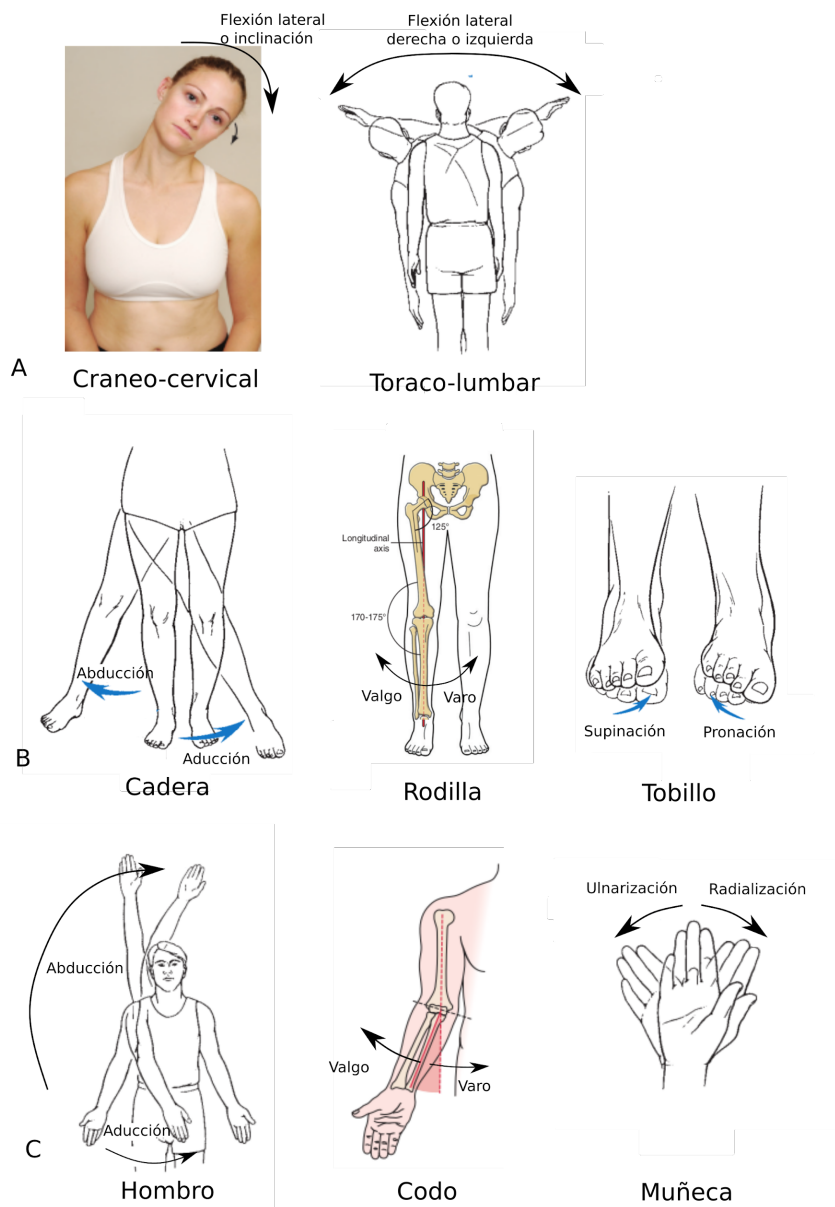 Flexión lateral
o inclinación
Flexión lateral
derecha o izquierda
A
Craneo-cervical
Toraco-lumbar
125°
Longitudinal
axis
170-175°
Abducción
Aducción
Valgo
Varo
Supinación
Pronación
B
Cadera
Rodilla
Tobillo
Ulnarización
Radialización
Abducción
Valgo
Varo
Aducción
C
Hombro
Codo
Muñeca